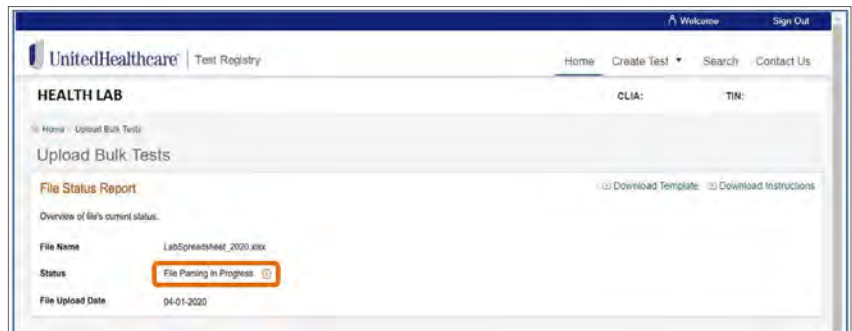 Welcome Sign Out
UnitedHealthcare | Test Registry Home Create Test Search Contact Us
HEALTH LAB CLIA: TIN:
Home Upload Bulk Tests
Upload Bulk Tests
File Status Report Download Template Download Instructions
Overview of file's current status.
File Name LabSpreadsheet_2020.xlsx
Status File Parsing In Progress
File Upload Date 04-01-2020